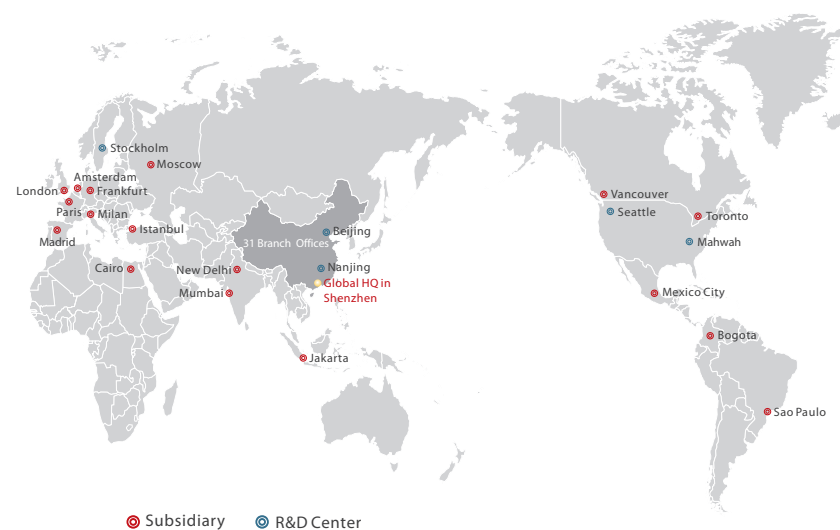 Stockholm
Moscow
Amsterdam
London
Frankfurt
Paris
Milan
Madrid
Istanbul
Cairo
New Delhi
Mumbai
31 Branch Offices
Beijing
Nanjing
Global HQ in
Shenzhen
Jakarta
Vancouver
Seattle
Toronto
Mahwah
Mexico City
Bogota
Sao Paulo
Subsidiary
R&D Center